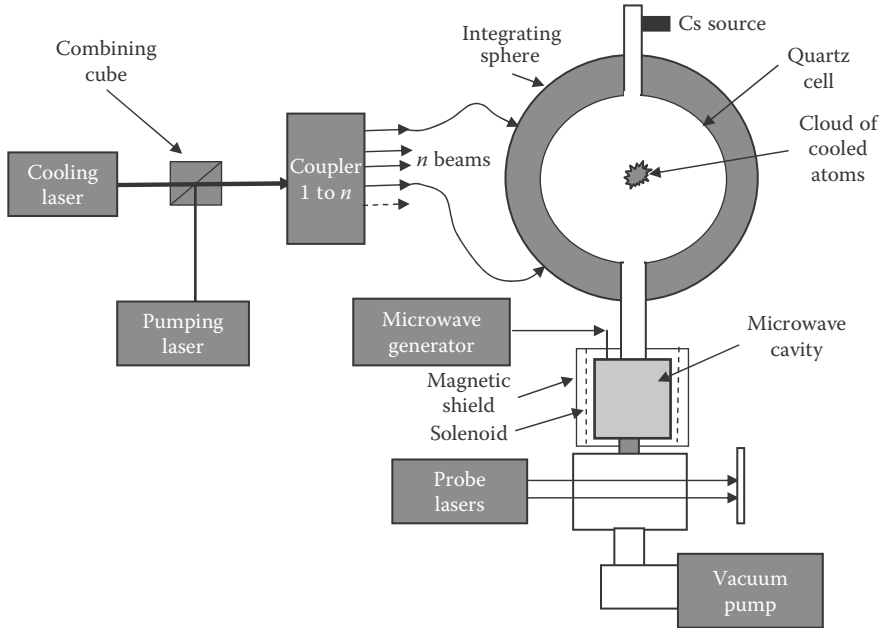 Combining
cube
Integrating
sphere
Cs source
Quartz
cell
Cloud of
cooled
atoms
Cooling
laser
Coupler
1 to n
n beams
Pumping
laser
Microwave
generator
Microwave
cavity
Magnetic
shield
Solenoid
Probe
lasers
Vacuum
pump